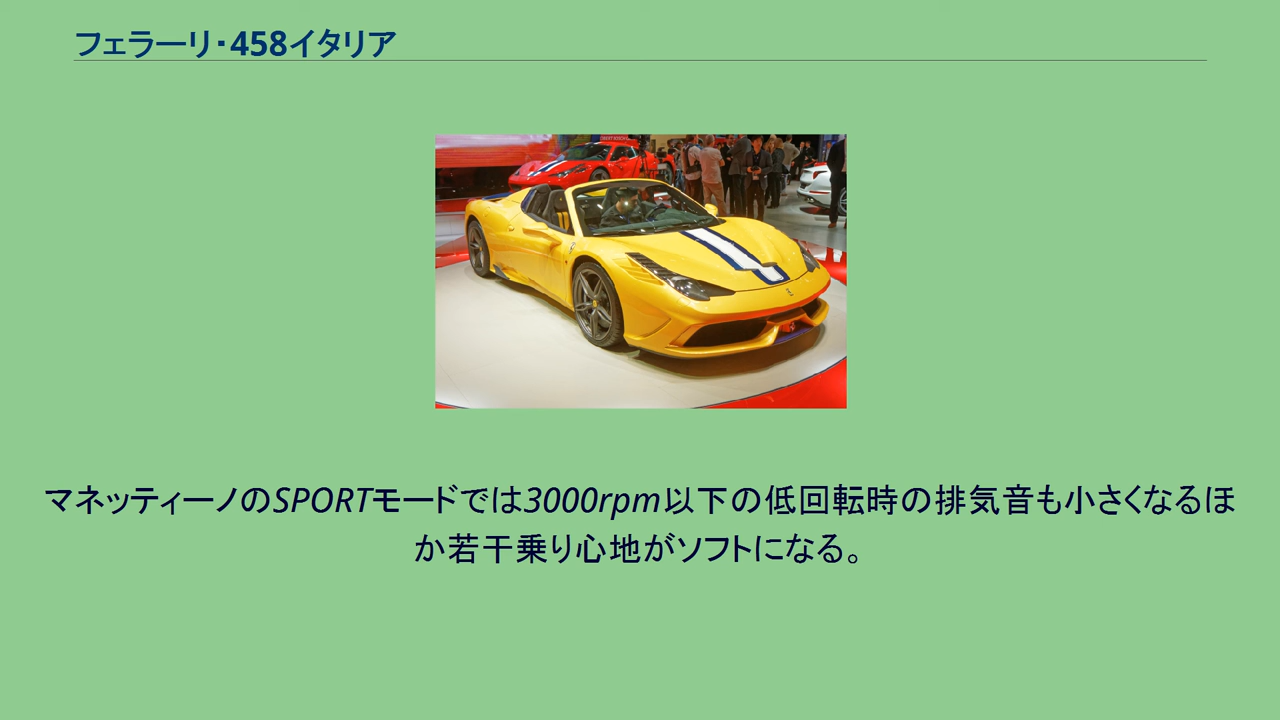 フェラーリ・458イタリア
マネッティーノのSPORTモードでは3000rpm以下の低回転時の排気音も小さくなるほ
か若干乗り心地がソフトになる。